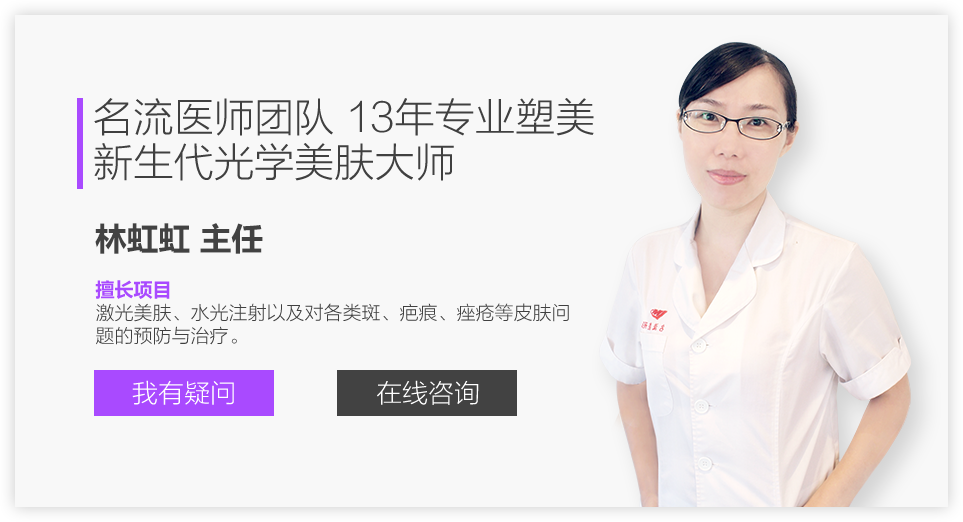 名流医师团队 13年专业塑美
新生代光学美肤大师
林虹虹 主任
擅长项目
激光美肤、水光注射以及对各类斑、疤痕、痤疮等皮肤问
题的预防与治疗。
我有疑问
在线咨询